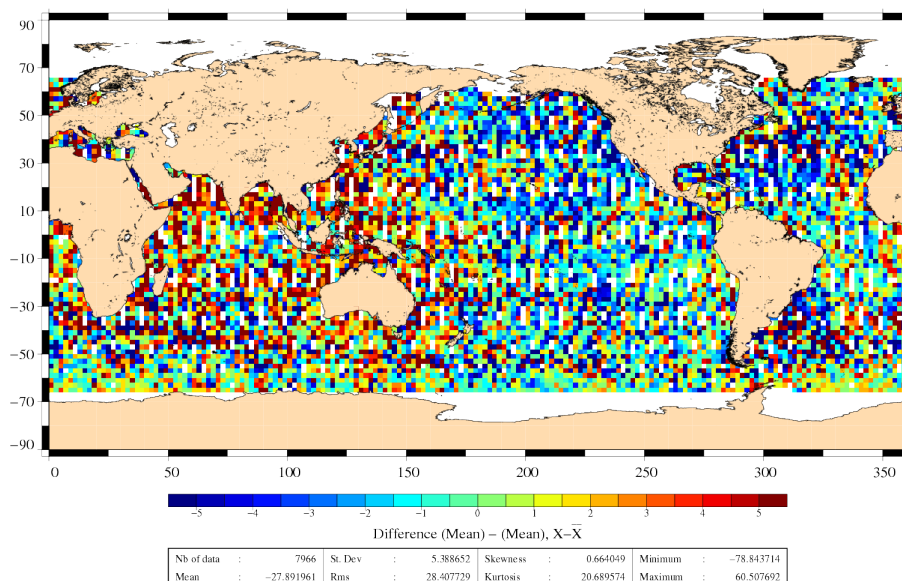 90
70
50
30
10
−10
−30
−50
−70
−90
0 50 100 150 200 250 300 350
−5 −4 −3 −2 −1 0 1 2 3 4 5
Difference (Mean) − (Mean), X−X̅
Nb of data : 7966 St. Dev : 5.388652 Skewness : 0.664049 Minimum : −78.843714
Mean : −27.891961 Rms : 28.407729 Kurtosis : 20.689574 Maximum : 60.507692